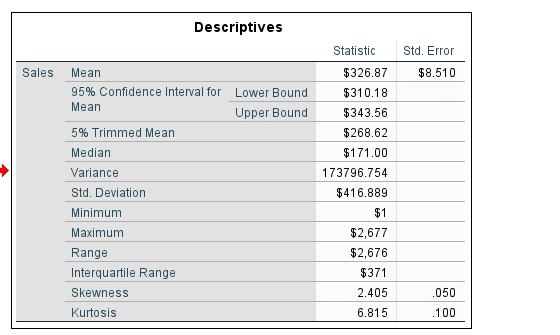 Descriptives
Statistic Std. Error
Sales Mean $326.87 $8.510
95% Confidence Interval for Mean Lower Bound $310.18
Upper Bound $343.56
5% Trimmed Mean $268.62
Median $171.00
Variance 173796.754
Std. Deviation $416.889
Minimum $1
Maximum $2,677
Range $2,676
Interquartile Range $371
Skewness 2.405 .050
Kurtosis 6.815 .100